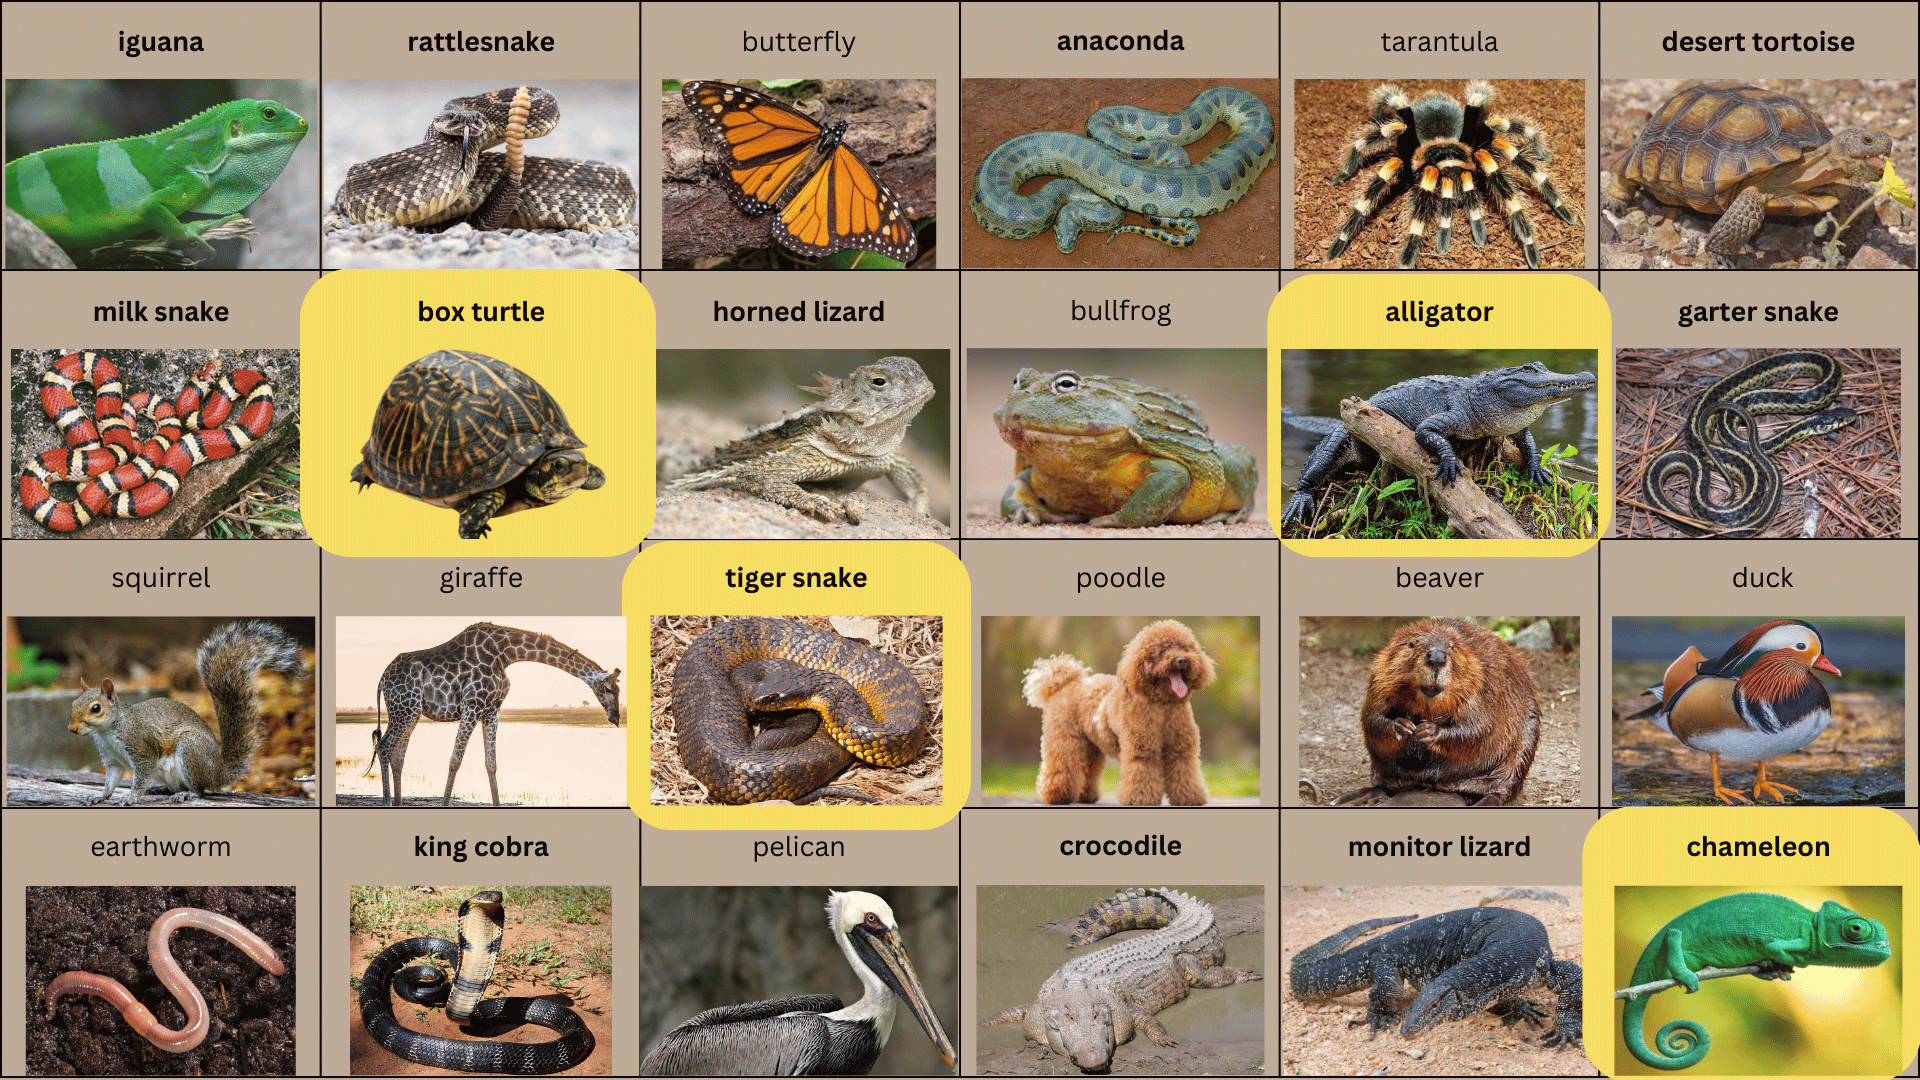 iguana
rattlesnake
butterfly
anaconda
tarantula
desert tortoise
milk snake
box turtle
horned lizard
bullfrog
alligator
garter snake
squirrel
giraffe
tiger snake
poodle
beaver
duck
earthworm
king cobra
pelican
crocodile
monitor lizard
chameleon